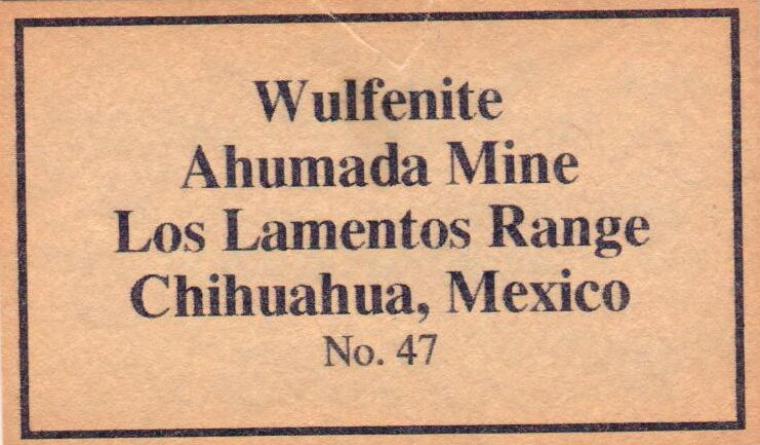 Wulfenite
Ahumada Mine
Los Lamentos Range
Chihuahua, Mexico
No. 47